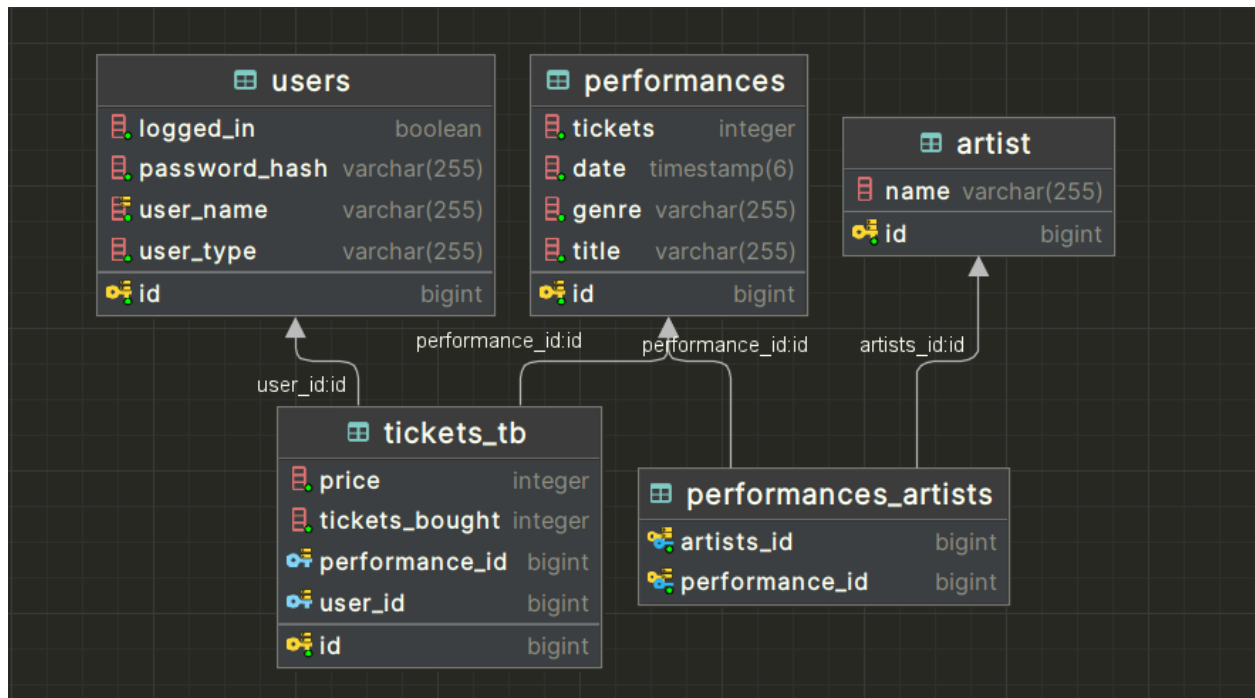 users
logged_in boolean
password_hash varchar(255)
user_name varchar(255)
user_type varchar(255)
id bigint
performances
tickets integer
date timestamp(6)
genre varchar(255)
title varchar(255)
id bigint
artist
name varchar(255)
id bigint
performance_id:id
performance_id:id
artists_id:id
user_id:id
tickets_tb
price integer
tickets_bought integer
performance_id bigint
user_id bigint
id bigint
performances_artists
artists_id bigint
performance_id bigint